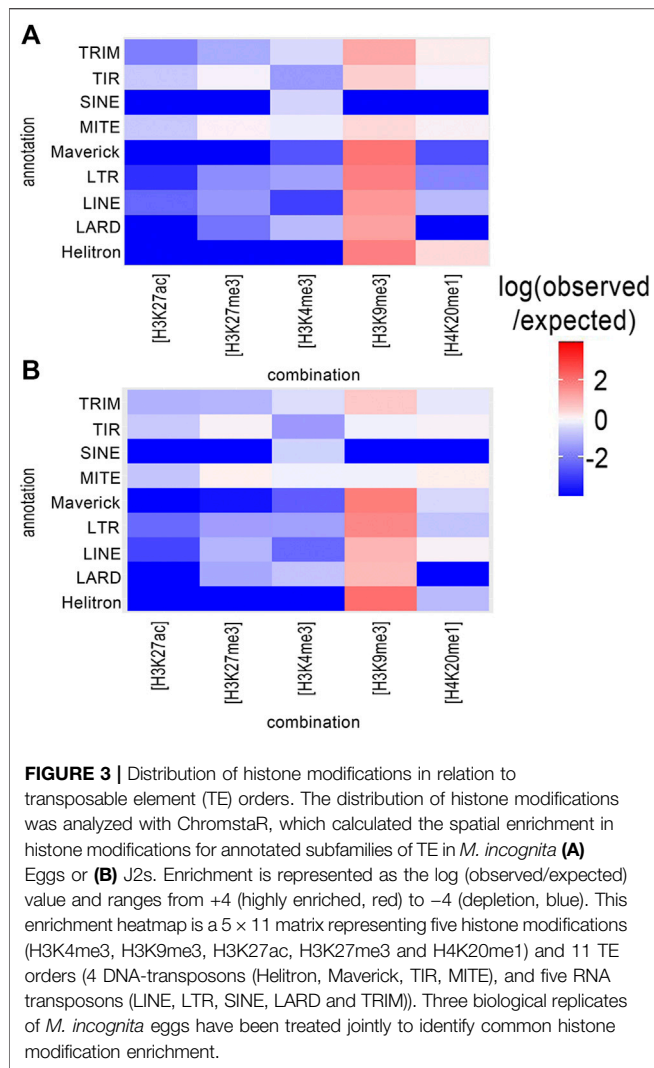 A
TRIM
TIR
SINE
MITE
Maverick
LTR
LINE
LARD
Helitron
annotation
[H3K27ac]
[H3K27me3]
[H3K4me3]
[H3K9me3]
[H4K20me1]
combination
log(observed
/expected)
2
0
-2
B
TRIM
TIR
SINE
MITE
Maverick
LTR
LINE
LARD
Helitron
annotation
[H3K27ac]
[H3K27me3]
[H3K4me3]
[H3K9me3]
[H4K20me1]
combination
FIGURE 3 | Distribution of histone modifications in relation to
transposable element (TE) orders. The distribution of histone modifications
was analyzed with ChromstaR, which calculated the spatial enrichment in
histone modifications for annotated subfamilies of TE in M. incognita (A)
Eggs or (B) J2s. Enrichment is represented as the log (observed/expected)
value and ranges from +4 (highly enriched, red) to −4 (depletion, blue). This
enrichment heatmap is a 5 × 11 matrix representing five histone modifications
(H3K4me3, H3K9me3, H3K27ac, H3K27me3 and H4K20me1) and 11 TE
orders (4 DNA-transposons (Helitron, Maverick, TIR, MITE), and five RNA
transposons (LINE, LTR, SINE, LARD and TRIM)). Three biological replicates
of M. incognita eggs have been treated jointly to identify common histone
modification enrichment.